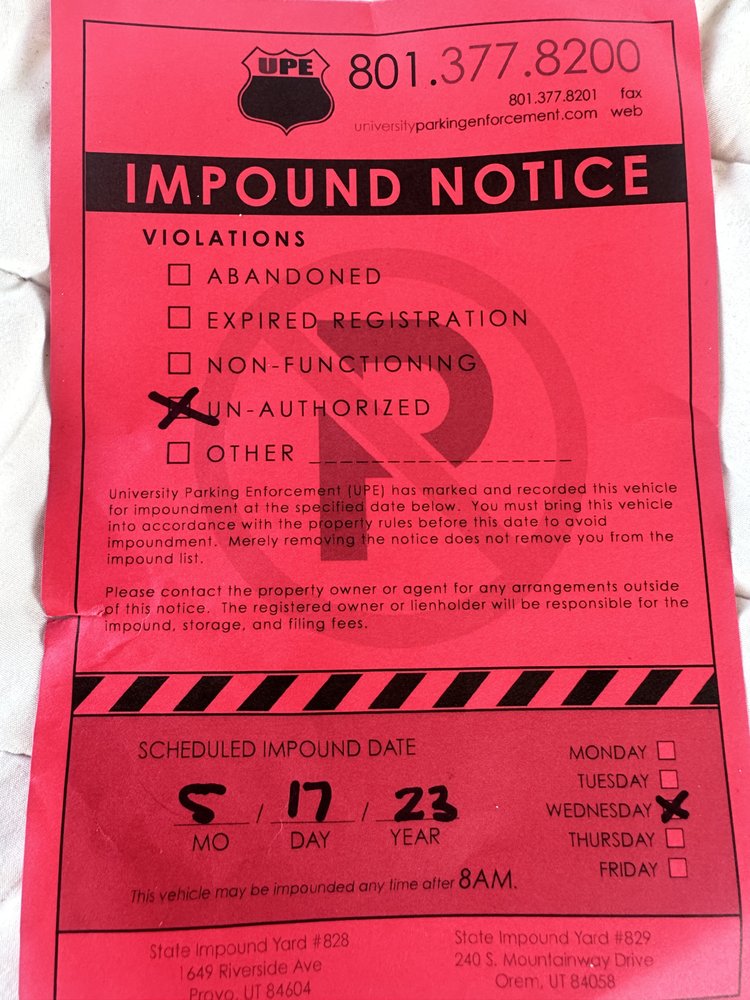 UPE
801.377.8200
801.377.8201 fax
universityparkingenforcement.com web
IMPOUND NOTICE
VIOLATIONS
ABANDONED
EXPIRED REGISTRATION
NON-FUNCTIONING
UN-AUTHORIZED
OTHER _________________
University Parking Enforcement (UPE) has marked and recorded this vehicle
for impoundment at the specified date below. You must bring this vehicle
into accordance with the property rules before this date to avoid
impoundment. Merely removing the notice does not remove you from the
impound list.
Please contact the property owner or agent for any arrangements outside
of this notice. The registered owner or lienholder will be responsible for the
impound, storage, and filing fees.
SCHEDULED IMPOUND DATE
5 / 17 / 23
MO DAY YEAR
MONDAY
TUESDAY
WEDNESDAY
THURSDAY
FRIDAY
This vehicle may be impounded any time after 8AM.
State Impound Yard #828
1649 Riverside Ave
Provo, UT 84604
State Impound Yard #829
240 S. Mountainway Drive
Orem, UT 84058